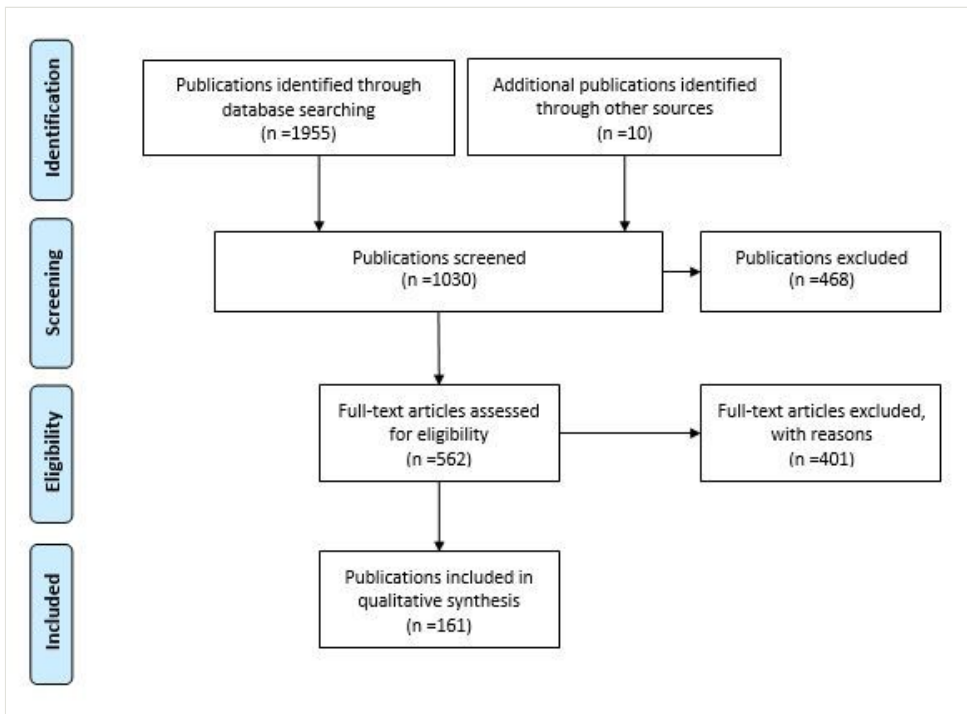 Identification
Publications identified through
database searching
(n =1955)
Additional publications identified
through other sources
(n =10)
Screening
Publications screened
(n =1030)
Publications excluded
(n =468)
Eligibility
Full-text articles assessed
for eligibility
(n =562)
Full-text articles excluded,
with reasons
(n =401)
Included
Publications included in
qualitative synthesis
(n =161)